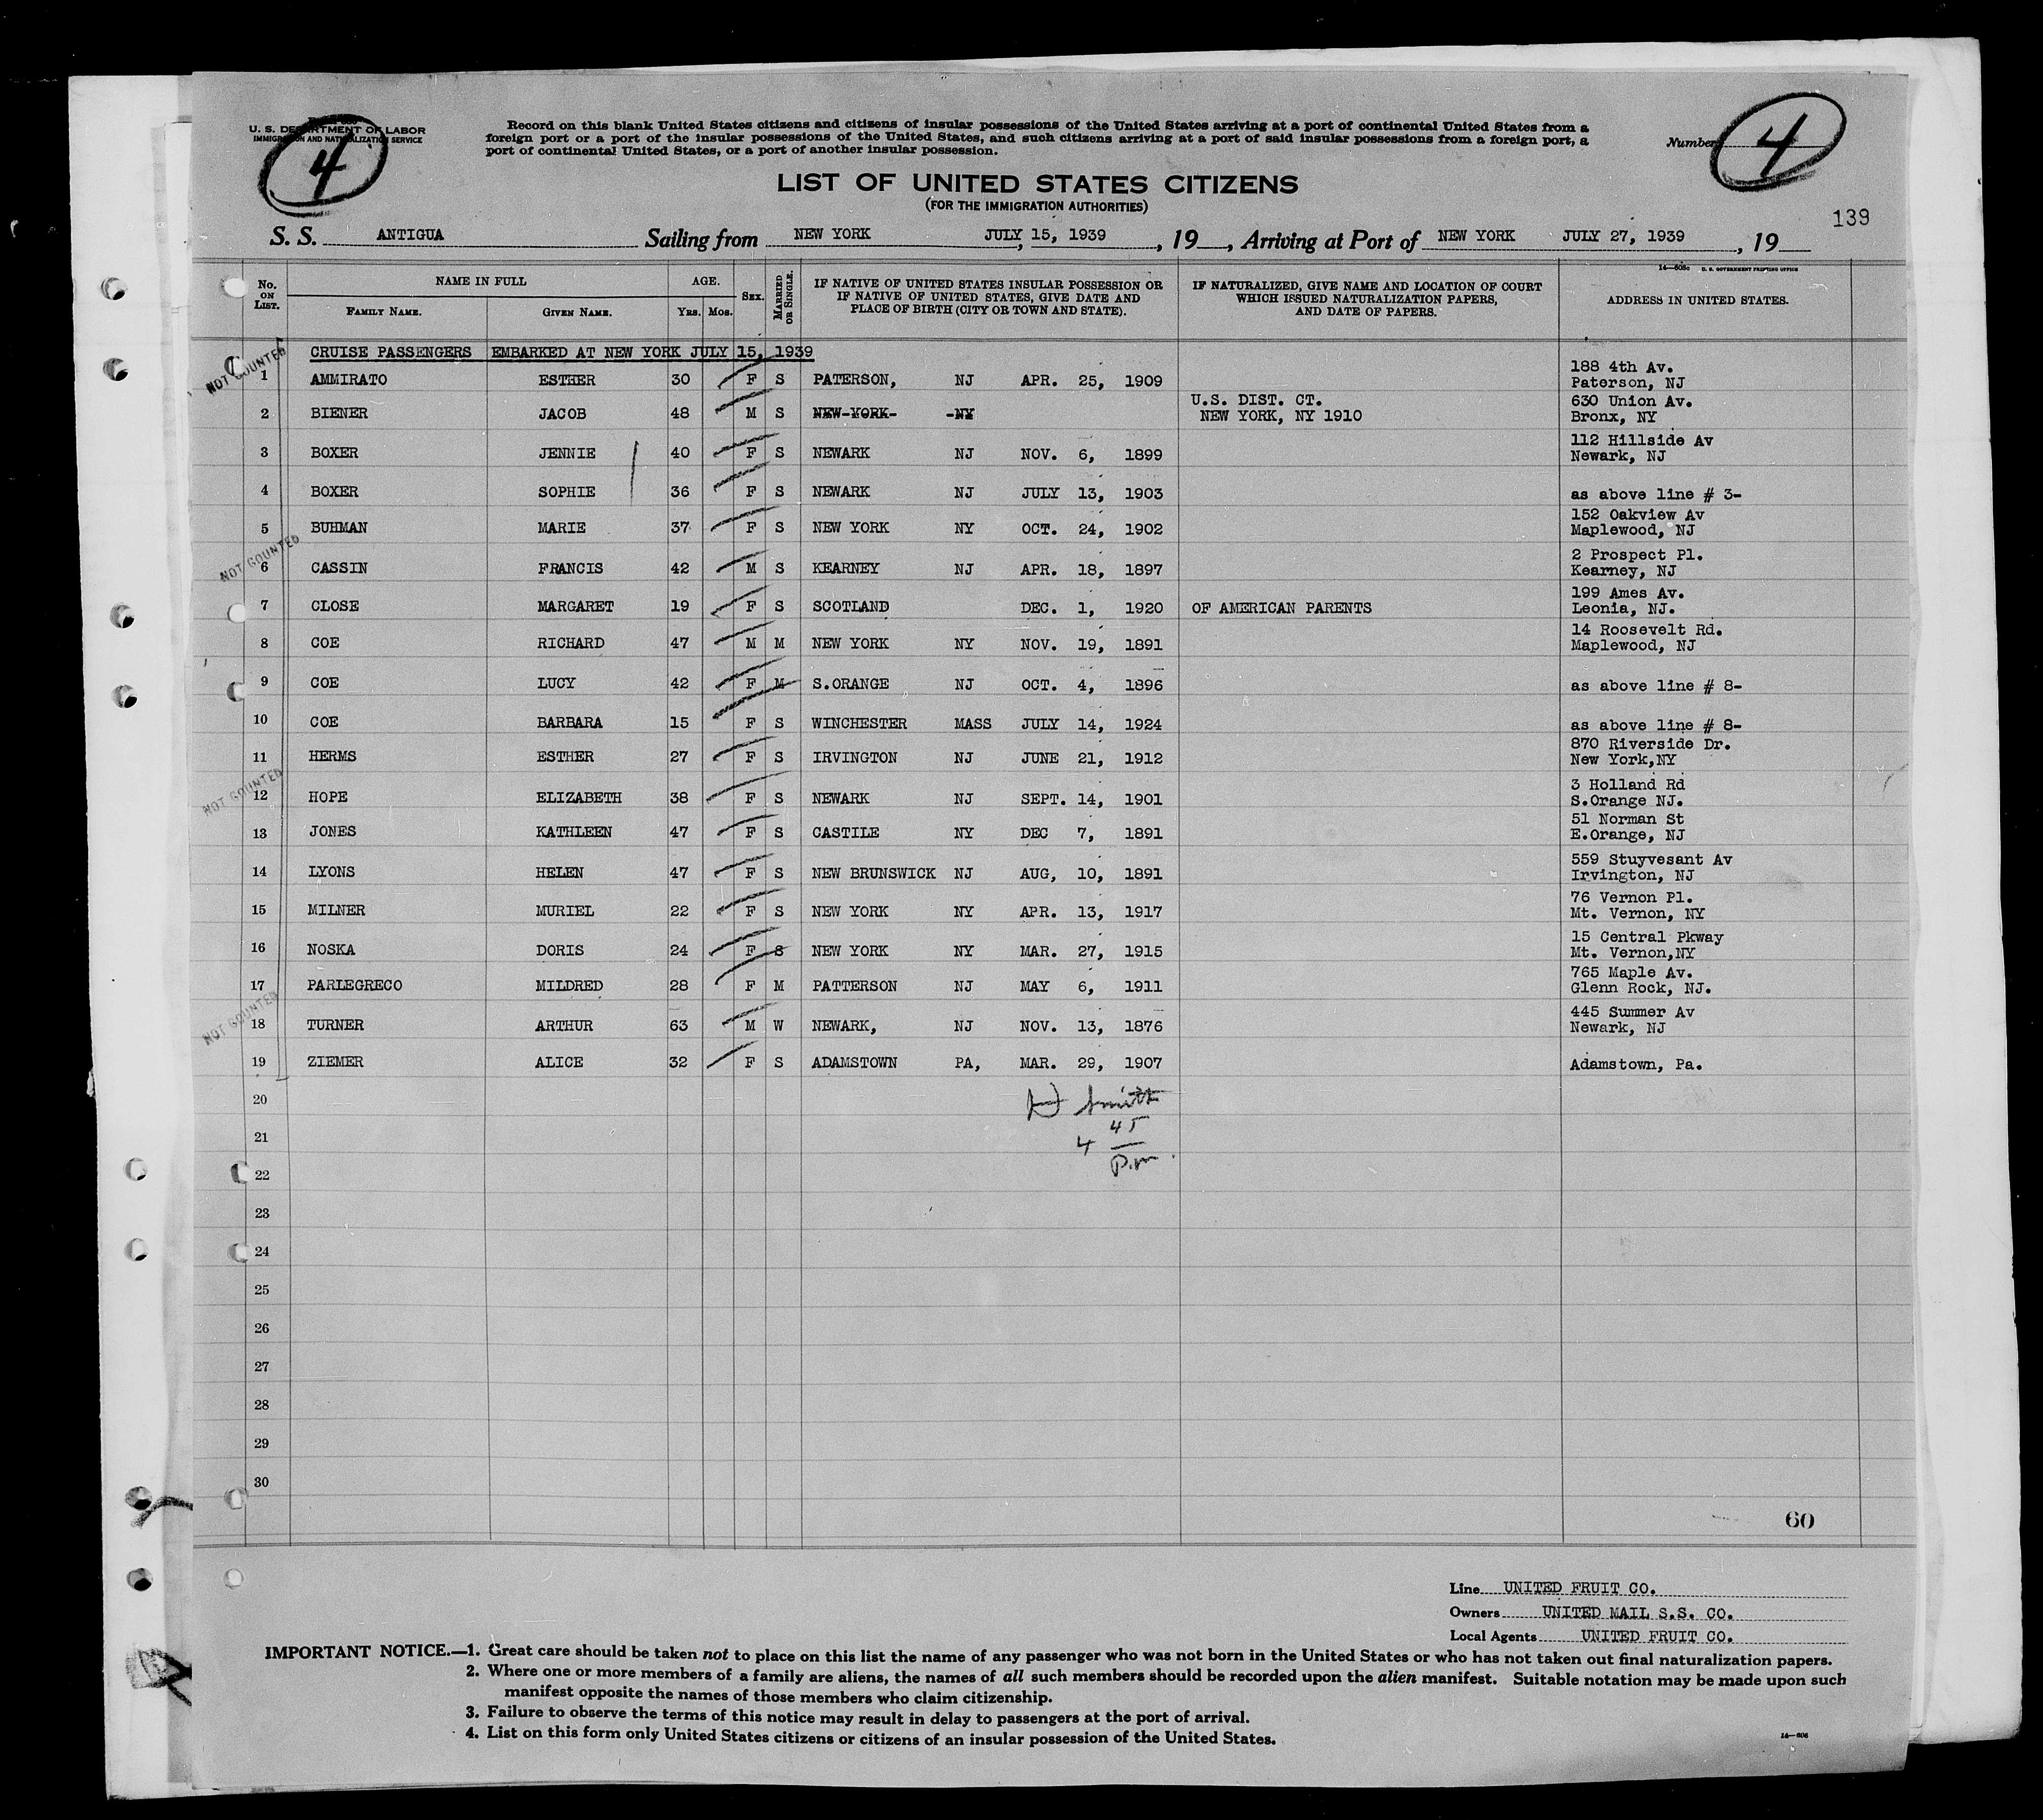 U. S. DEPARTMENT OF LABOR
IMMIGRATION AND NATURALIZATION SERVICE
4
Record on this blank United States citizens and citizens of insular possessions of the United States arriving at a port of continental United States from a
foreign port or a port of the insular possessions of the United States, and such citizens arriving at a port of said insular possessions from a foreign port, a
port of continental United States, or a port of another insular possession.
Number 4
LIST OF UNITED STATES CITIZENS
(FOR THE IMMIGRATION AUTHORITIES)
139
S. S. ANTIGUA Sailing from NEW YORK JULY 15, 1939, 19 , Arriving at Port of NEW YORK JULY 27, 1939, 19
14—608c U. S. GOVERNMENT PRINTING OFFICE
No. ON LIST. NAME IN FULL FAMILY NAME. GIVEN NAME. AGE. YRS. MOS. SEX. MARRIED OR SINGLE. IF NATIVE OF UNITED STATES INSULAR POSSESSION OR IF NATIVE OF UNITED STATES, GIVE DATE AND PLACE OF BIRTH (CITY OR TOWN AND STATE). IF NATURALIZED, GIVE NAME AND LOCATION OF COURT WHICH ISSUED NATURALIZATION PAPERS, AND DATE OF PAPERS. ADDRESS IN UNITED STATES.
CRUISE PASSENGERS EMBARKED AT NEW YORK JULY 15, 1939
NOT COUNTED
1 AMMIRATO ESTHER 30 F S PATERSON, NJ APR. 25, 1909 188 4th Av. Paterson, NJ
2 BIENER JACOB 48 M S NEW-YORK- -NY U.S. DIST. CT. NEW YORK, NY 1910 630 Union Av. Bronx, NY
3 BOXER JENNIE 40 F S NEWARK NJ NOV. 6, 1899 112 Hillside Av Newark, NJ
4 BOXER SOPHIE 36 F S NEWARK NJ JULY 13, 1903 as above line # 3-
5 BUHMAN MARIE 37 F S NEW YORK NY OCT. 24, 1902 152 Oakview Av Maplewood, NJ
NOT COUNTED
6 CASSIN FRANCIS 42 M S KEARNEY NJ APR. 18, 1897 2 Prospect Pl. Kearney, NJ
7 CLOSE MARGARET 19 F S SCOTLAND DEC. 1, 1920 OF AMERICAN PARENTS 199 Ames Av. Leonia, NJ.
8 COE RICHARD 47 M M NEW YORK NY NOV. 19, 1891 14 Roosevelt Rd. Maplewood, NJ
9 COE LUCY 42 F M S.ORANGE NJ OCT. 4, 1896 as above line # 8-
10 COE BARBARA 15 F S WINCHESTER MASS JULY 14, 1924 as above line # 8-
11 HERMS ESTHER 27 F S IRVINGTON NJ JUNE 21, 1912 870 Riverside Dr. New York,NY
NOT COUNTED
12 HOPE ELIZABETH 38 F S NEWARK NJ SEPT. 14, 1901 3 Holland Rd S.Orange NJ.
13 JONES KATHLEEN 47 F S CASTILE NY DEC 7, 1891 51 Norman St E.Orange, NJ
14 LYONS HELEN 47 F S NEW BRUNSWICK NJ AUG, 10, 1891 559 Stuyvesant Av Irvington, NJ
15 MILNER MURIEL 22 F S NEW YORK NY APR. 13, 1917 76 Vernon Pl. Mt. Vernon, NY
16 NOSKA DORIS 24 F S NEW YORK NY MAR. 27, 1915 15 Central Pkway Mt. Vernon,NY
17 PARLEGRECO MILDRED 28 F M PATTERSON NJ MAY 6, 1911 765 Maple Av. Glenn Rock, NJ.
NOT COUNTED
18 TURNER ARTHUR 63 M W NEWARK, NJ NOV. 13, 1876 445 Summer Av Newark, NJ
19 ZIEMER ALICE 32 F S ADAMSTOWN PA, MAR. 29, 1907 Adamstown, Pa.
20 Smith
21 4 45
22 P.m.
23
24
25
26
27
28
29
30
60
Line UNITED FRUIT CO.
Owners UNITED MAIL S.S. CO.
Local Agents UNITED FRUIT CO.
IMPORTANT NOTICE.—1. Great care should be taken not to place on this list the name of any passenger who was not born in the United States or who has not taken out final naturalization papers.
2. Where one or more members of a family are aliens, the names of all such members should be recorded upon the alien manifest. Suitable notation may be made upon such
manifest opposite the names of those members who claim citizenship.
3. Failure to observe the terms of this notice may result in delay to passengers at the port of arrival.
4. List on this form only United States citizens or citizens of an insular possession of the United States.
14—608